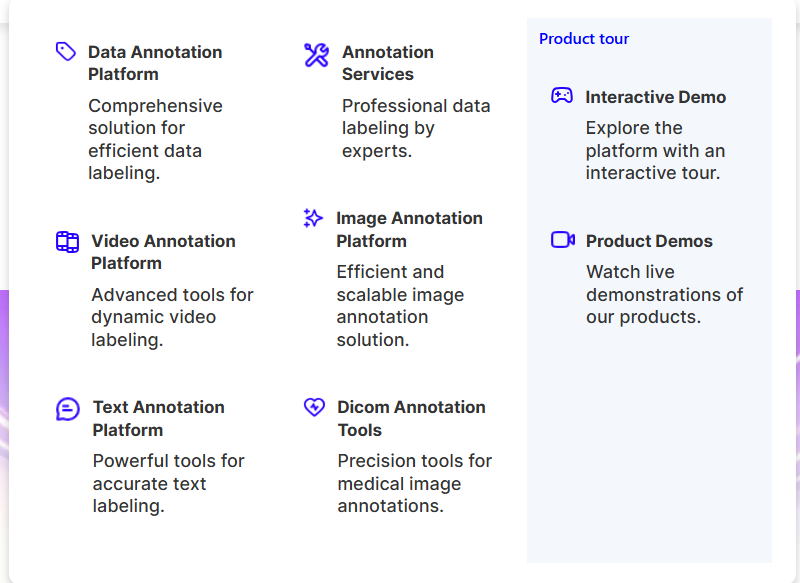 Data Annotation
Platform
Comprehensive
solution for
efficient data
labeling.
Video Annotation
Platform
Advanced tools for
dynamic video
labeling.
Text Annotation
Platform
Powerful tools for
accurate text
labeling.
Annotation
Services
Professional data
labeling by
experts.
Image Annotation
Platform
Efficient and
scalable image
annotation
solution.
Dicom Annotation
Tools
Precision tools for
medical image
annotations.
Product tour
Interactive Demo
Explore the
platform with an
interactive tour.
Product Demos
Watch live
demonstrations of
our products.